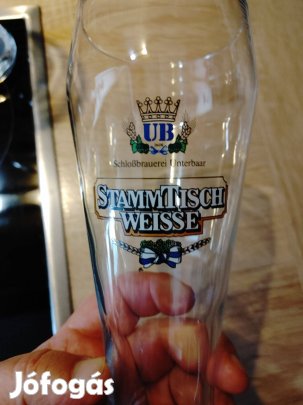 UB
Schloßbrauerei Unterbaar
STAMMTISCH
WEISSE
Jófogás